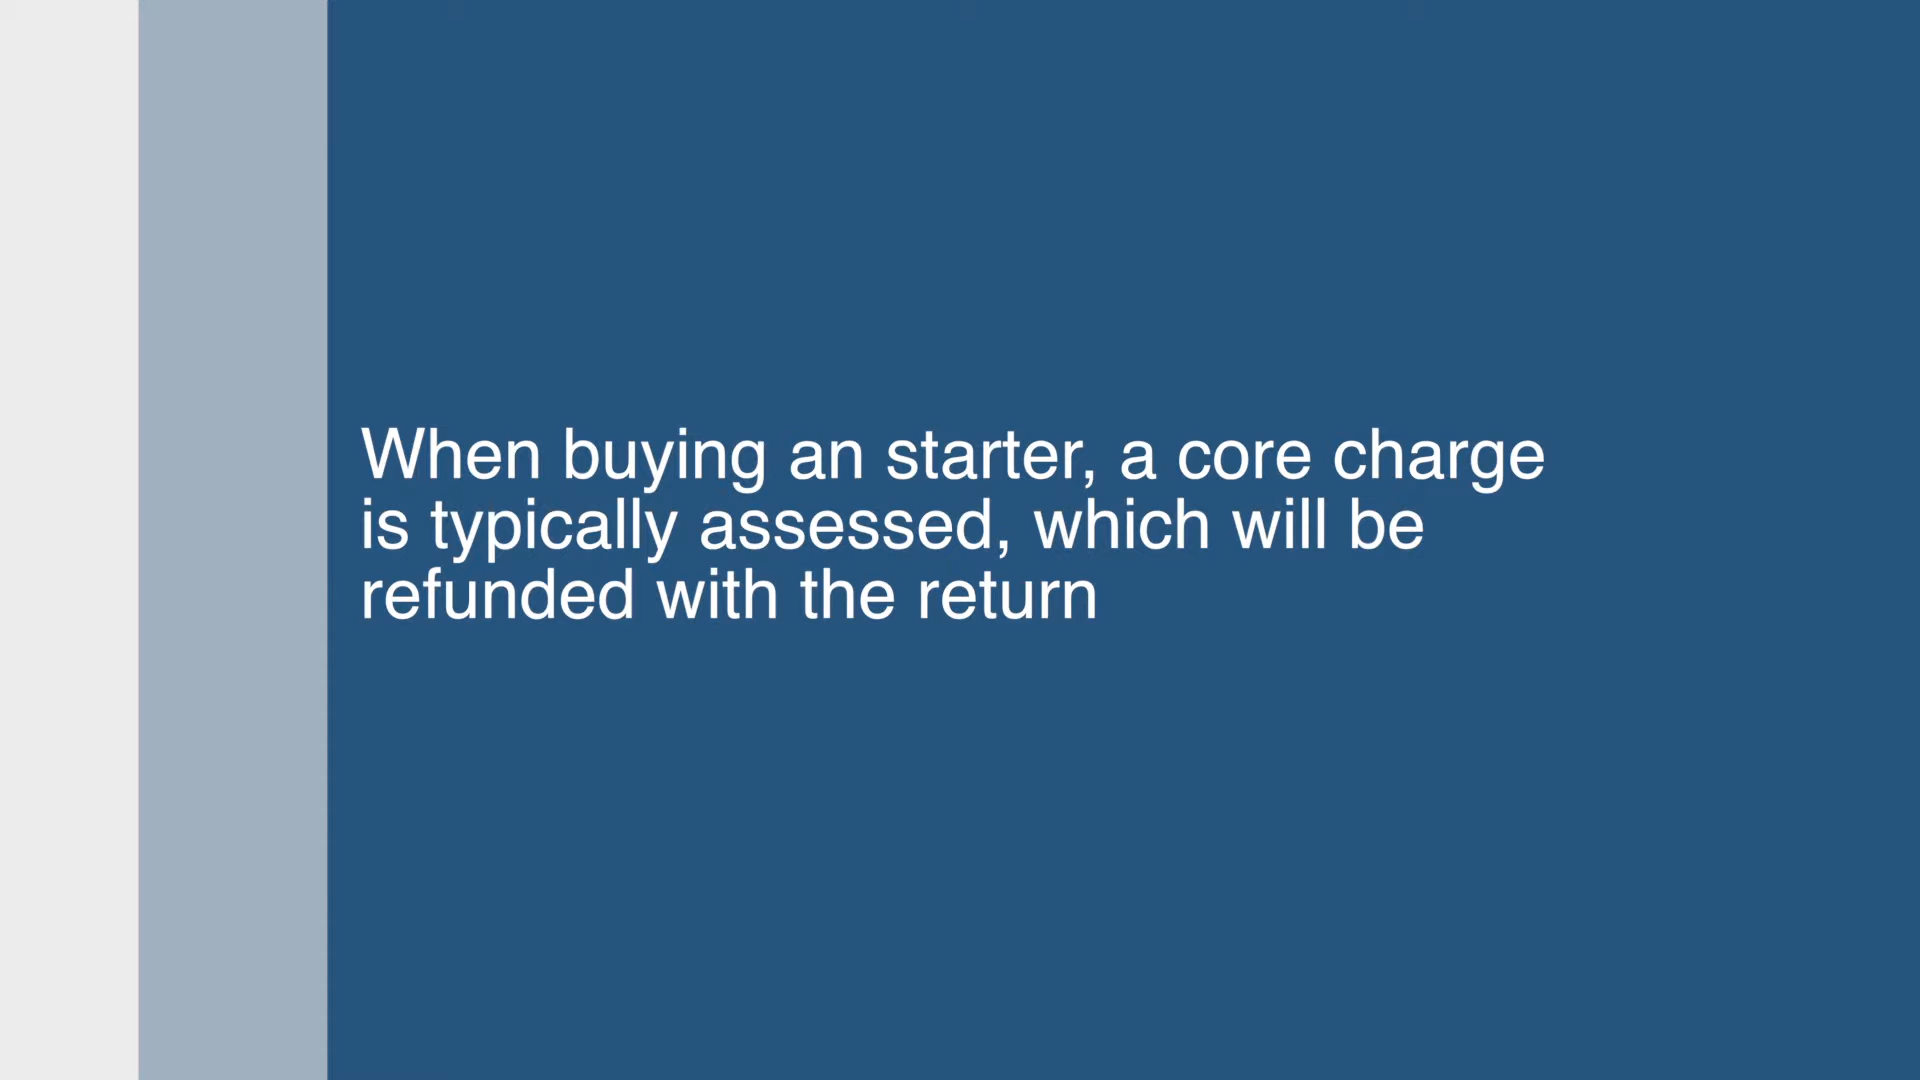 When buying an starter, a core charge
is typically assessed, which will be
refunded with the return